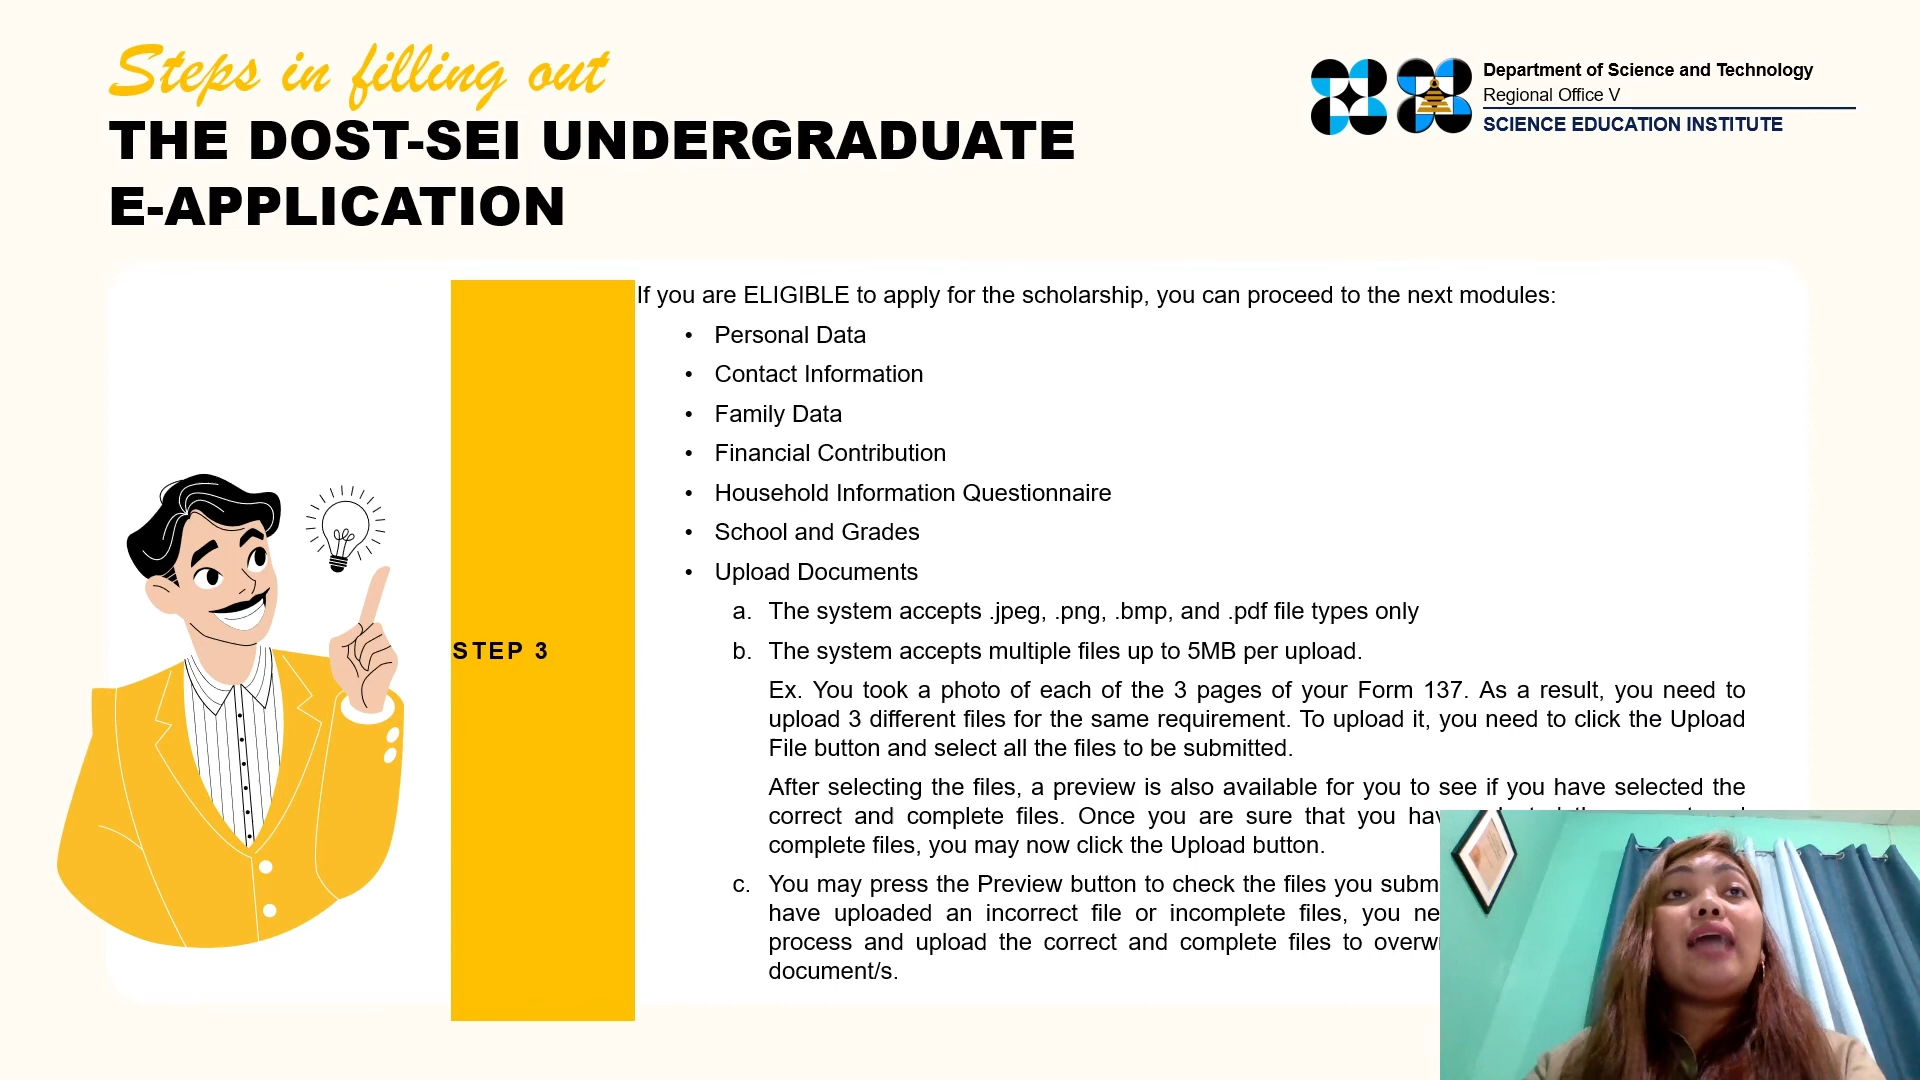 Steps in filling out
THE DOST-SEI UNDERGRADUATE
E-APPLICATION
Department of Science and Technology
Regional Office V
SCIENCE EDUCATION INSTITUTE
STEP 3
If you are ELIGIBLE to apply for the scholarship, you can proceed to the next modules:
• Personal Data
• Contact Information
• Family Data
• Financial Contribution
• Household Information Questionnaire
• School and Grades
• Upload Documents
a. The system accepts .jpeg, .png, .bmp, and .pdf file types only
b. The system accepts multiple files up to 5MB per upload.
Ex. You took a photo of each of the 3 pages of your Form 137. As a result, you need to
upload 3 different files for the same requirement. To upload it, you need to click the Upload
File button and select all the files to be submitted.
After selecting the files, a preview is also available for you to see if you have selected the
correct and complete files. Once you are sure that you
complete files, you may now click the Upload button.
c. You may press the Preview button to check the files you
have uploaded an incorrect file or incomplete files, you
process and upload the correct and complete files to
document/s.